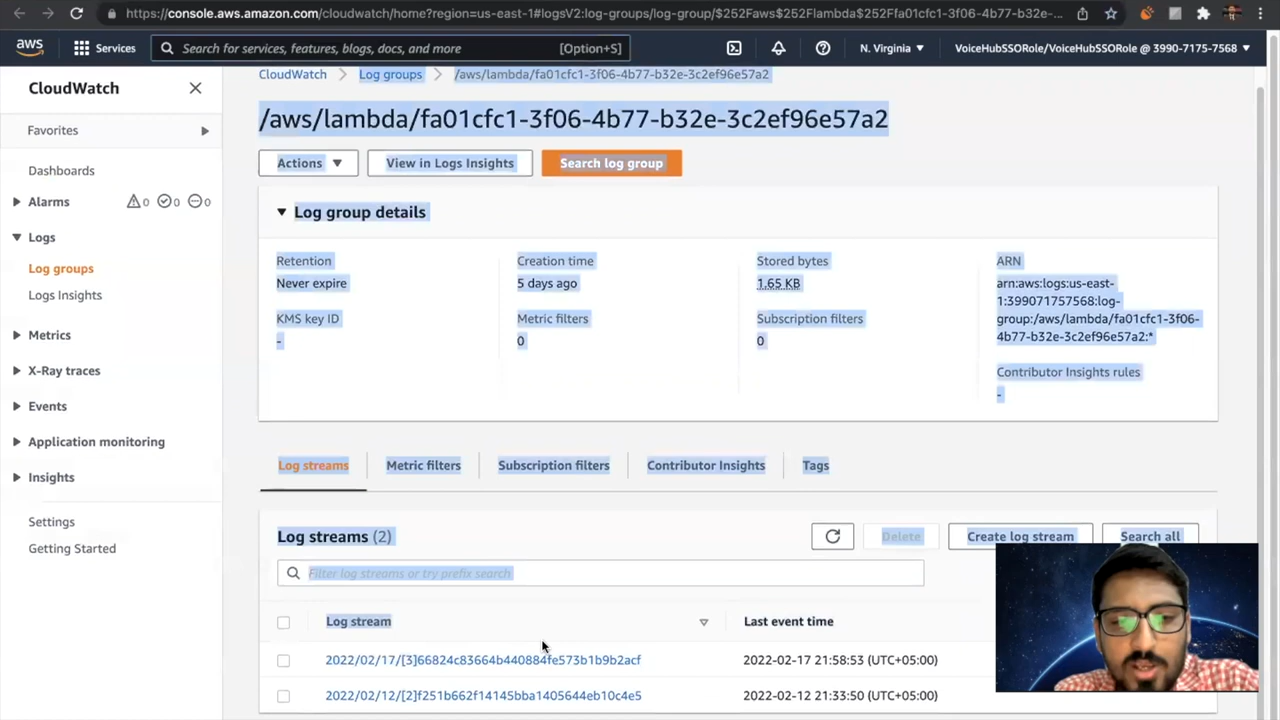 https://console.aws.amazon.com/cloudwatch/home?region=us-east-1#logsV2:log-groups/log-group/$252Faws$252Flambda$252Ffa01cfc1-3f06-4b77-b32e-...
aws
Services
Search for services, features, blogs, docs, and more
[Option+S]
N. Virginia ▼
VoiceHubSSORole/VoiceHubSSORole @ 3990-7175-7568 ▼
CloudWatch
Favorites
Dashboards
Alarms
0
0
0
Logs
Log groups
Logs Insights
Metrics
X-Ray traces
Events
Application monitoring
Insights
Settings
Getting Started
CloudWatch > Log groups > /aws/lambda/fa01cfc1-3f06-4b77-b32e-3c2ef96e57a2
/aws/lambda/fa01cfc1-3f06-4b77-b32e-3c2ef96e57a2
Actions ▼
View in Logs Insights
Search log group
▼ Log group details
Retention
Never expire
KMS key ID
-
Creation time
5 days ago
Metric filters
0
Stored bytes
1.65 KB
Subscription filters
0
ARN
arn:aws:logs:us-east-
1:399071757568:log-
group:/aws/lambda/fa01cfc1-3f06-
4b77-b32e-3c2ef96e57a2:*
Contributor Insights rules
-
Log streams
Metric filters
Subscription filters
Contributor Insights
Tags
Log streams (2)
Delete
Create log stream
Search all
Filter log streams or try prefix search
Log stream
Last event time
2022/02/17/[3]66824c83664b440884fe573b1b9b2acf
2022-02-17 21:58:53 (UTC+05:00)
2022/02/12/[2]f251b662f14145bba1405644eb10c4e5
2022-02-12 21:33:50 (UTC+05:00)